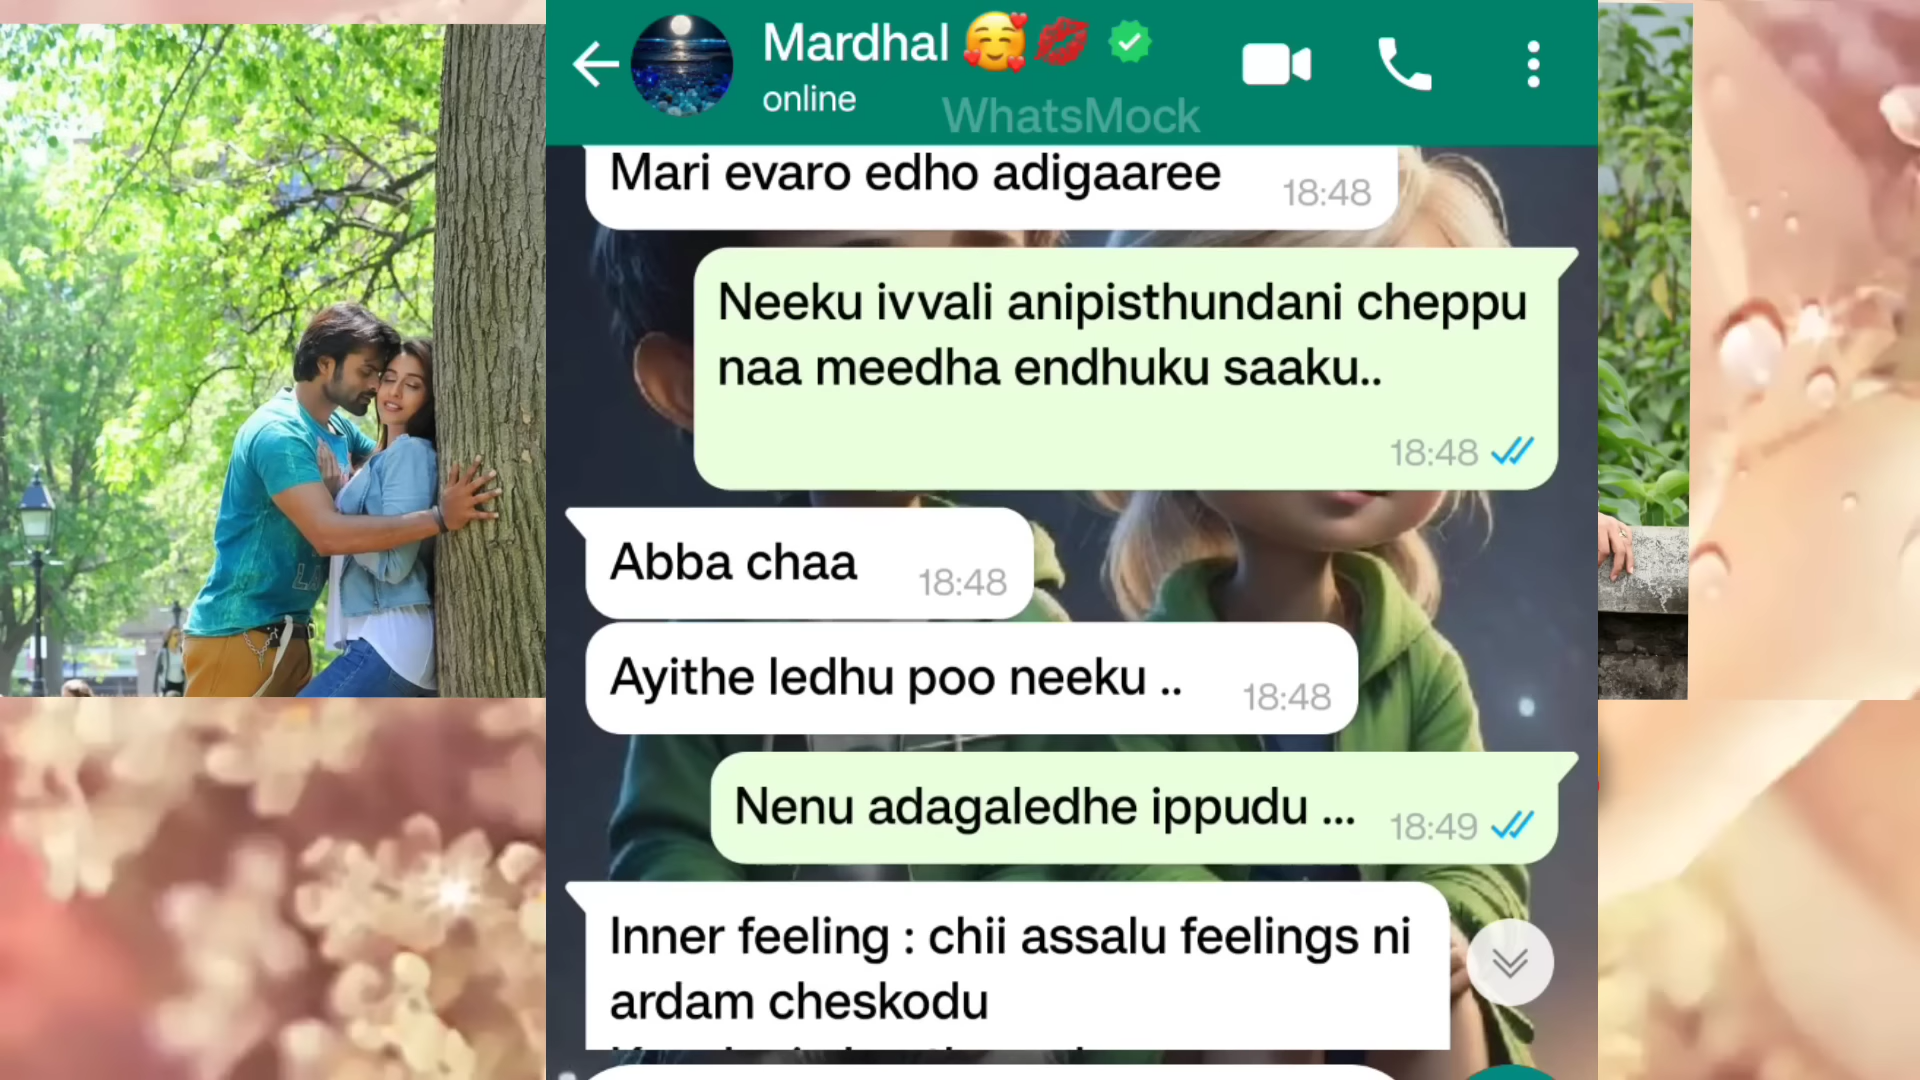 Mardhal 🥰💋
online
WhatsMock
Mari evaro edho adigaaree
18:48
Neeku ivvali anipisthundani cheppu
naa meedha endhuku saaku..
18:48
Abba chaa
18:48
Ayithe ledhu poo neeku ..
18:48
Nenu adagaledhe ippudu ...
18:49
Inner feeling : chii assalu feelings ni
ardam cheskodu